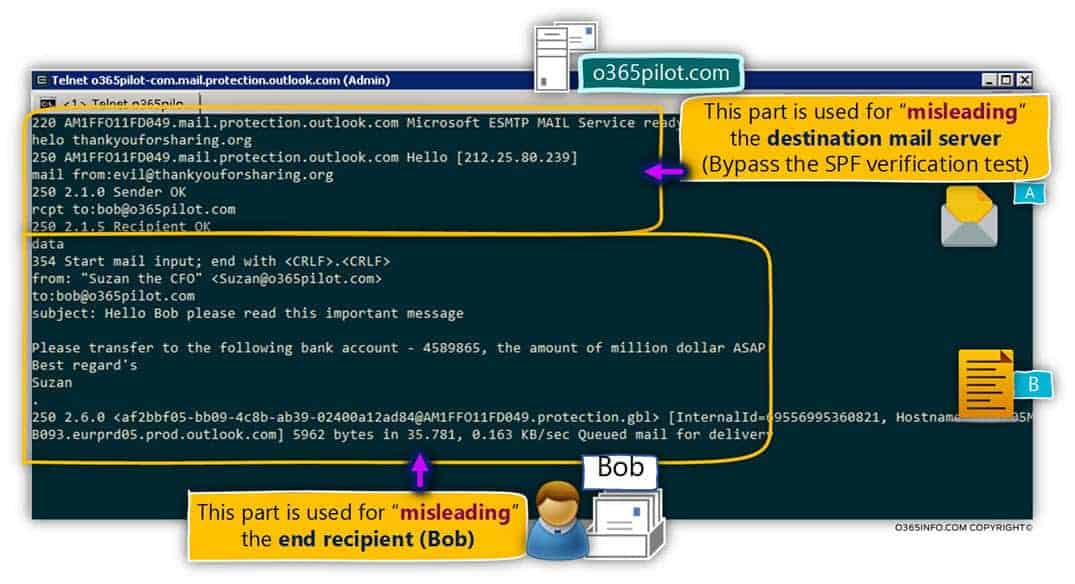 o365pilot.com
Telnet o365pilot-com.mail.protection.outlook.com (Admin)
<1> Telnet o365pilo
This part is used for “misleading”
the destination mail server
(Bypass the SPF verification test)
A
220 AM1FFO11FD049.mail.protection.outlook.com Microsoft ESMTP MAIL Service ready
helo thankyouforsharing.org
250 AM1FFO11FD049.mail.protection.outlook.com Hello [212.25.80.239]
mail from:evil@thankyouforsharing.org
250 2.1.0 Sender OK
rcpt to:bob@o365pilot.com
250 2.1.5 Recipient OK
data
354 Start mail input; end with <CRLF>.<CRLF>
from: "Suzan the CFO" <Suzan@o365pilot.com>
to:bob@o365pilot.com
subject: Hello Bob please read this important message
Please transfer to the following bank account - 4589865, the amount of million dollar ASAP
Best regard's
Suzan
.
250 2.6.0 <af2bbf05-bb09-4c8b-ab39-02400a12ad84@AM1FFO11FD049.protection.gbl> [InternalId=69556995360821, Hostname
B093.eurprd05.prod.outlook.com] 5962 bytes in 35.781, 0.163 KB/sec Queued mail for delivery
B
Bob
This part is used for “misleading”
the end recipient (Bob)
O365INFO.COM COPYRIGHT©